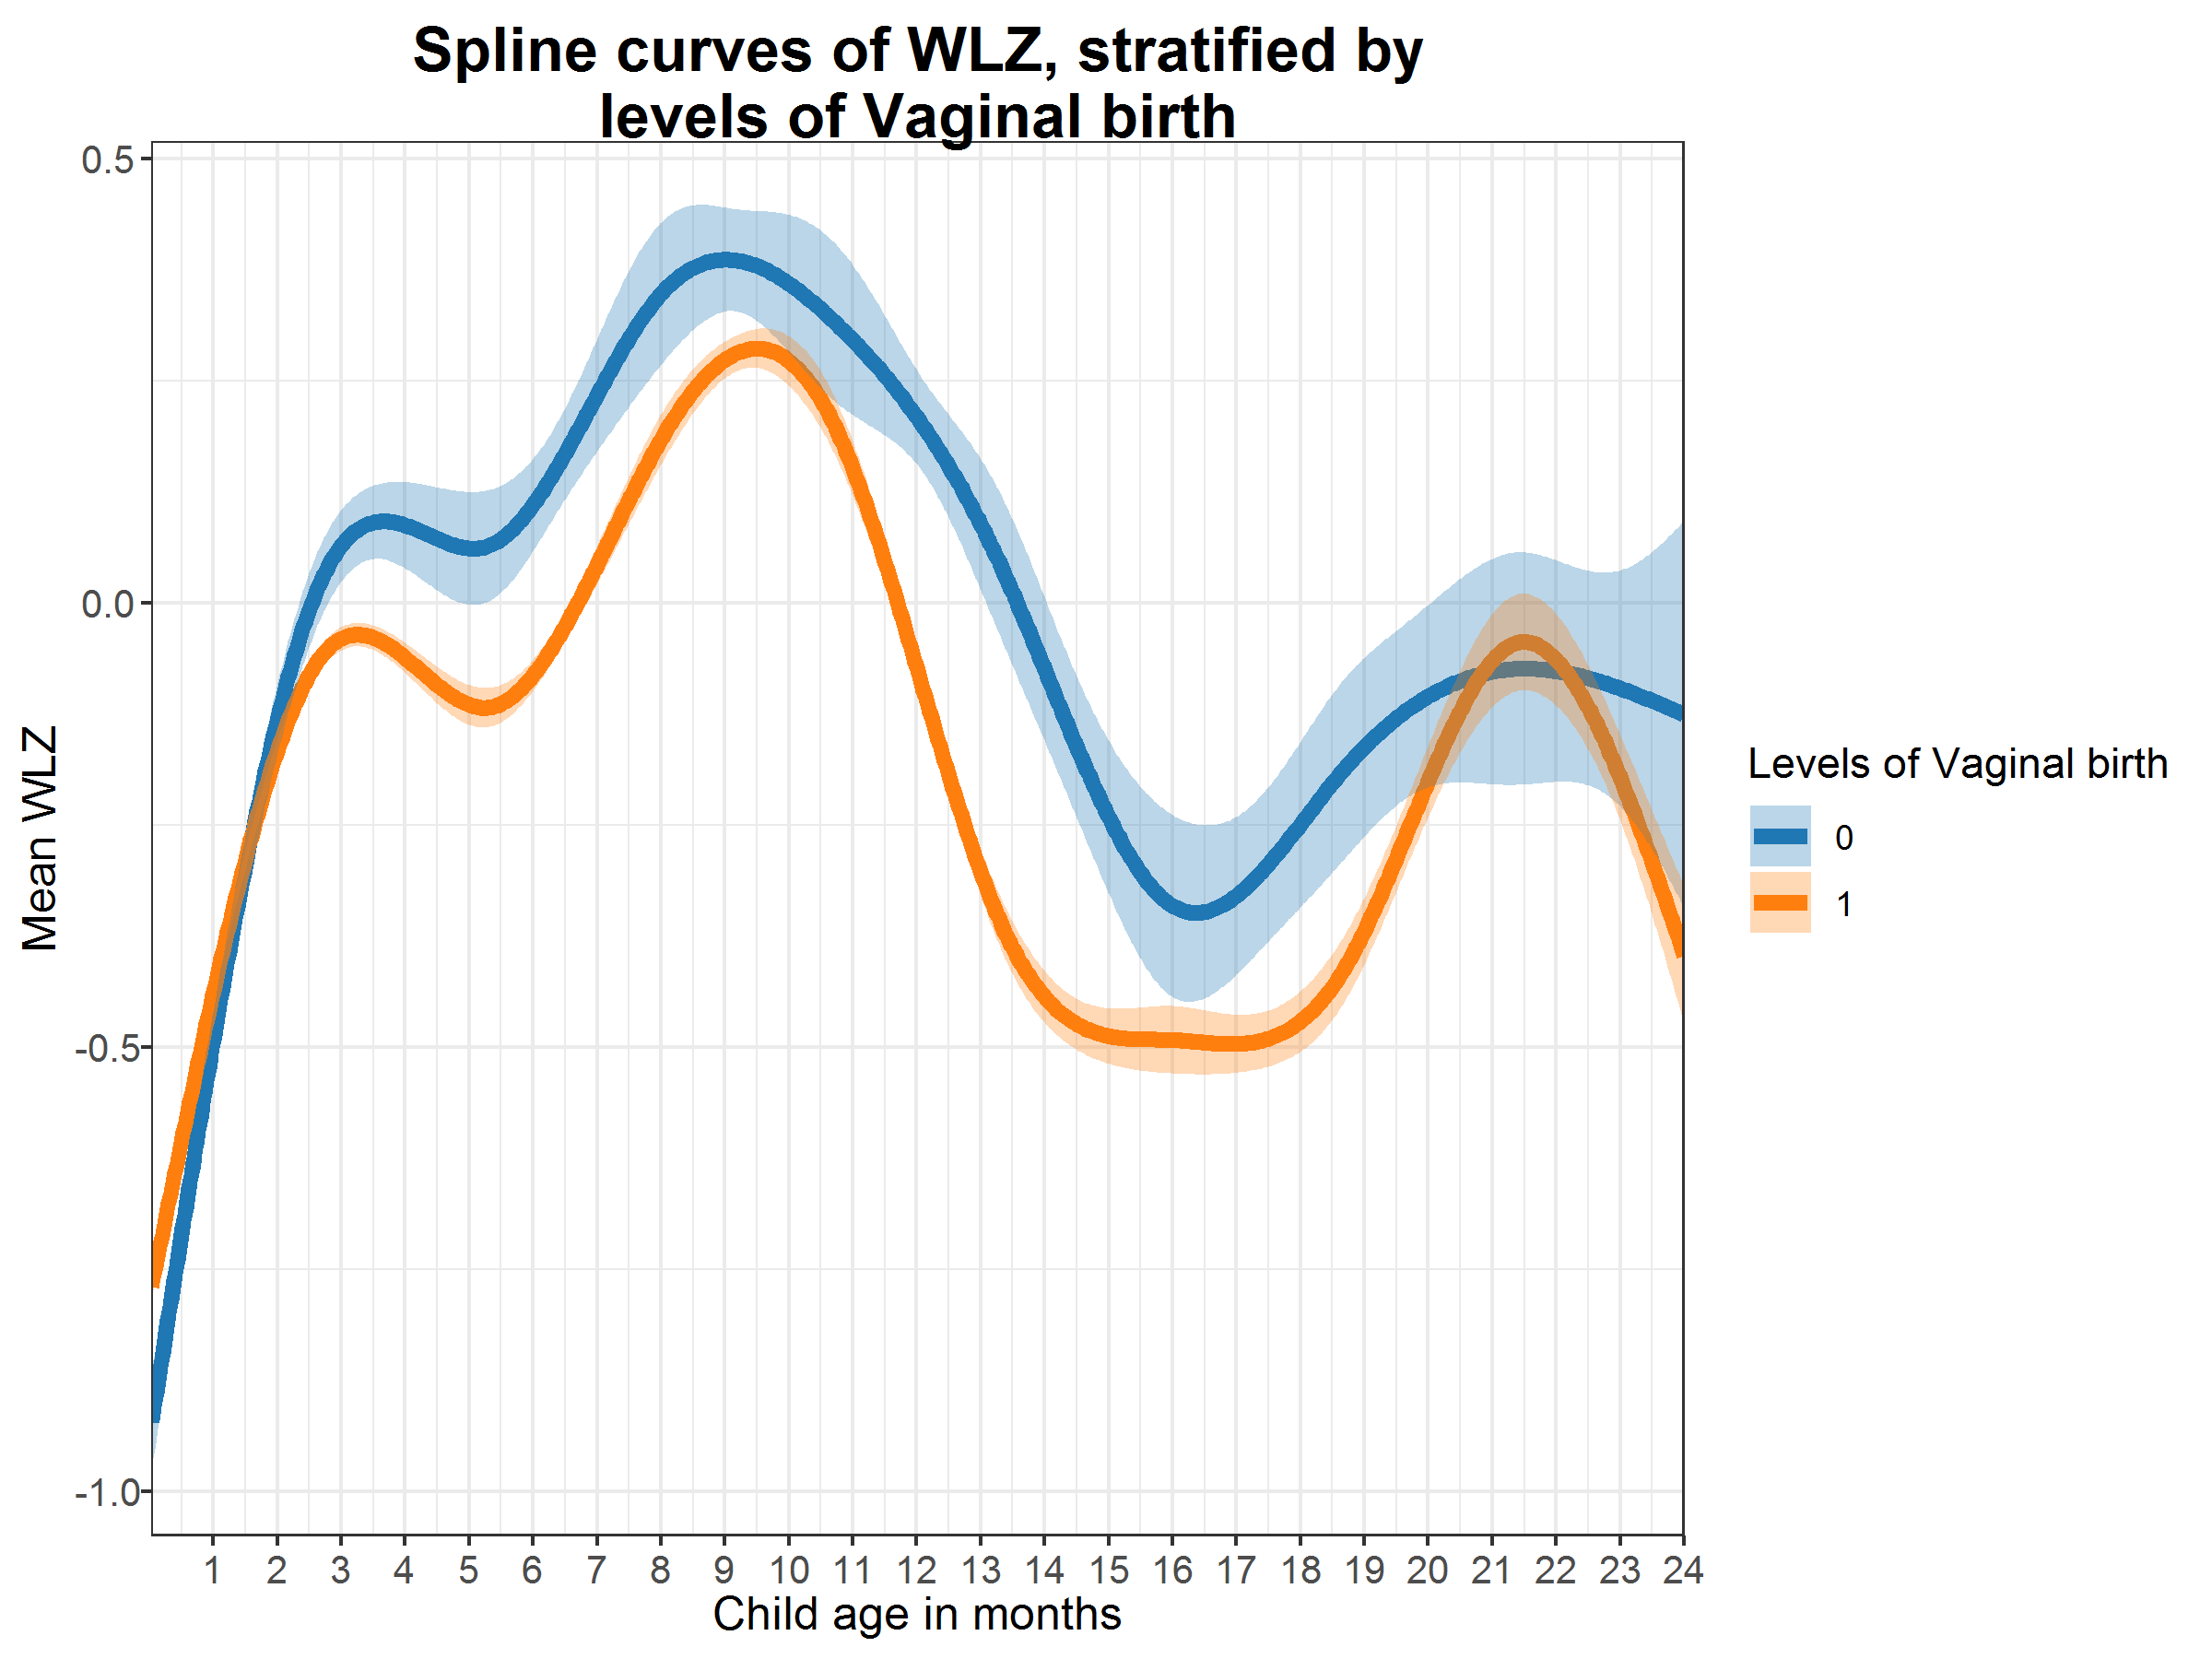 Spline curves of WLZ, stratified by
levels of Vaginal birth
Mean WLZ
0.5
0.0
-0.5
-1.0
1 2 3 4 5 6 7 8 9 10 11 12 13 14 15 16 17 18 19 20 21 22 23 24
Child age in months
Levels of Vaginal birth
0
1